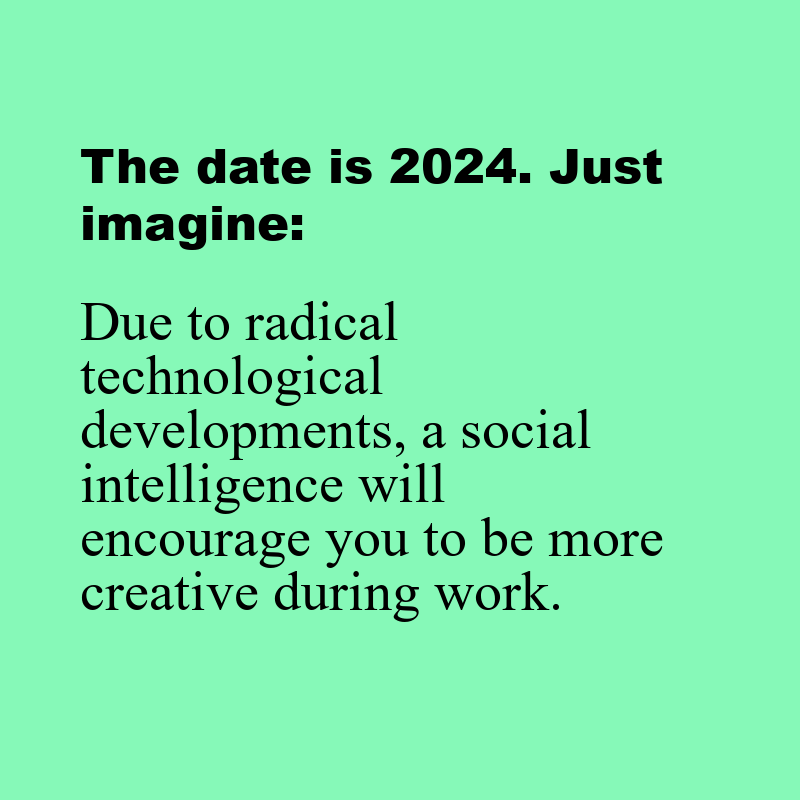 The date is 2024. Just
imagine:
Due to radical
technological
developments, a social
intelligence will
encourage you to be more
creative during work.